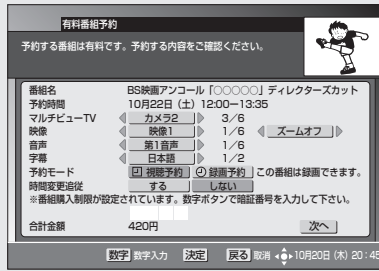 有料番組予約
予約する番組は有料です。予約する内容をご確認ください。
番組名 BS映画アンコール「○○○○○」ディレクターズカット
予約時間 10月22日（土）12:00ー13:35
マルチビューTV カメラ2 3／6
映像 映像1 1／6 ズームオフ
音声 第1音声 1／6
字幕 日本語 1／2
予約モード 視聴予約 録画予約 この番組は録画できます。
時間変更追従 する しない
※番組購入制限が設定されています。数字ボタンで暗証番号を入力して下さい。
合計金額 420円 次へ
数字 数字入力 決定 戻る 取消 10月20日（木）20：45